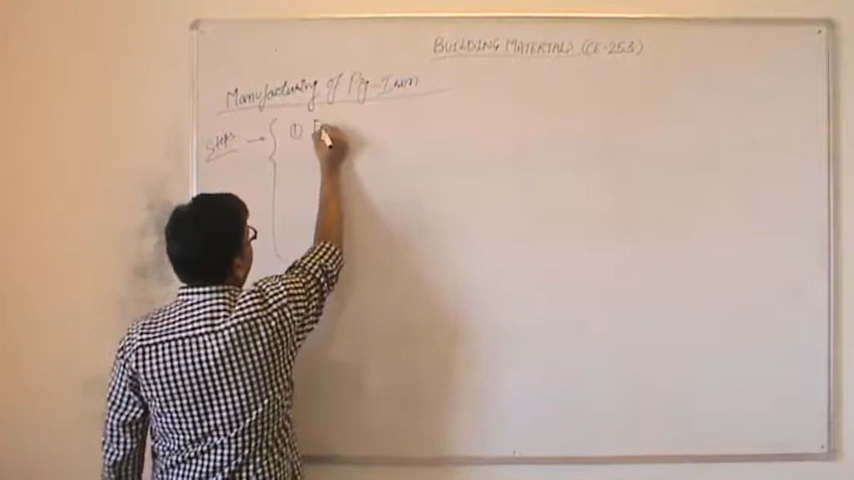 BUILDING MATERIALS (CE-253)
Manufacturing of Pig-Iron
Steps → { ①